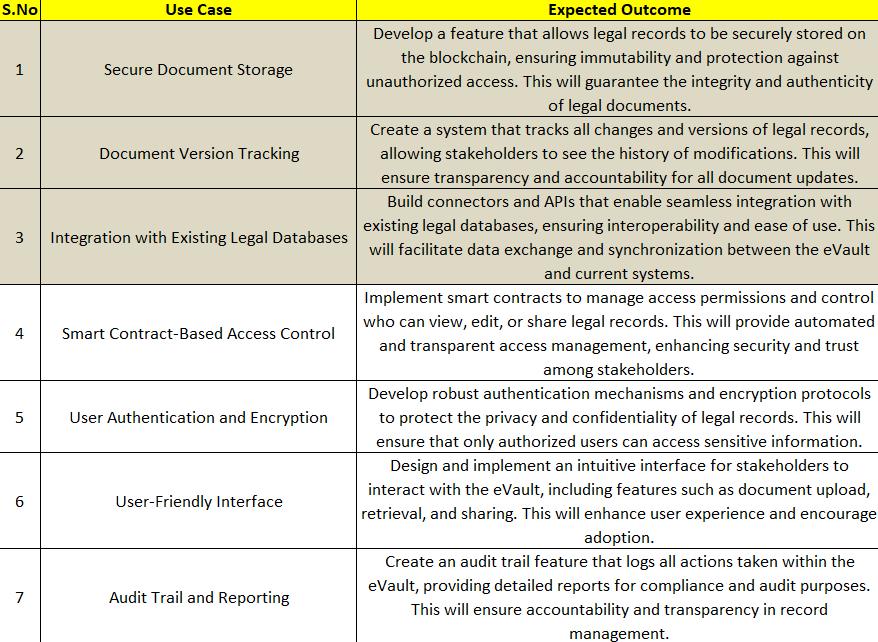 S.No Use Case Expected Outcome
Develop a feature that allows legal records to be securely stored on
the blockchain, ensuring immutability and protection against
1 Secure Document Storage
unauthorized access. This will guarantee the integrity and authenticity
of legal documents.
Create a system that tracks all changes and versions of legal records,
2 Document Version Tracking allowing stakeholders to see the history of modifications. This will
ensure transparency and accountability for all document updates.
Build connectors and APIs that enable seamless integration with
existing legal databases, ensuring interoperability and ease of use. This
3 Integration with Existing Legal Databases
will facilitate data exchange and synchronization between the eVault
and current systems.
Implement smart contracts to manage access permissions and control
who can view, edit, or share legal records. This will provide automated
4 Smart Contract-Based Access Control
and transparent access management, enhancing security and trust
among stakeholders.
Develop robust authentication mechanisms and encryption protocols
5 User Authentication and Encryption to protect the privacy and confidentiality of legal records. This will
ensure that only authorized users can access sensitive information.
Design and implement an intuitive interface for stakeholders to
interact with the eVault, including features such as document upload,
6 User-Friendly Interface
retrieval, and sharing. This will enhance user experience and encourage
adoption.
Create an audit trail feature that logs all actions taken within the
eVault, providing detailed reports for compliance and audit purposes.
7 Audit Trail and Reporting
This will ensure accountability and transparency in record
management.